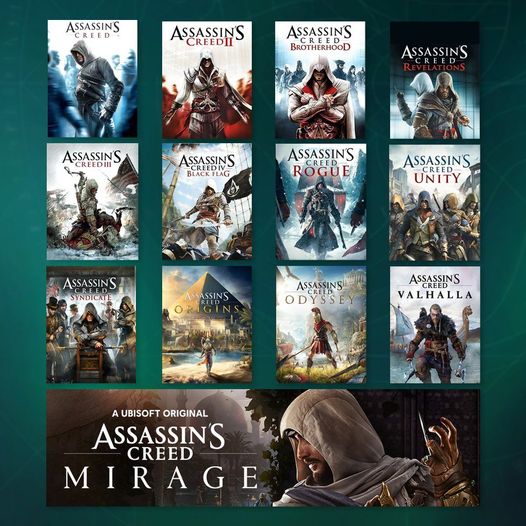 ASSASSIN'S
CREED
ASSASSIN'S
CREED II
ASSASSIN'S
CREED
BROTHERHOOD
ASSASSIN'S
CREED
REVELATIONS
ASSASSIN'S
CREED III
ASSASSIN'S
CREED IV
BLACK FLAG
ASSASSIN'S
CREED
ROGUE
ASSASSIN'S
CREED
UNITY
ASSASSIN'S
CREED
SYNDICATE
ASSASSIN'S
CREED
ORIGINS
ASSASSIN'S
CREED
ODYSSEY
ASSASSIN'S
CREED
VALHALLA
A UBISOFT ORIGINAL
ASSASSIN'S
CREED
MIRAGE